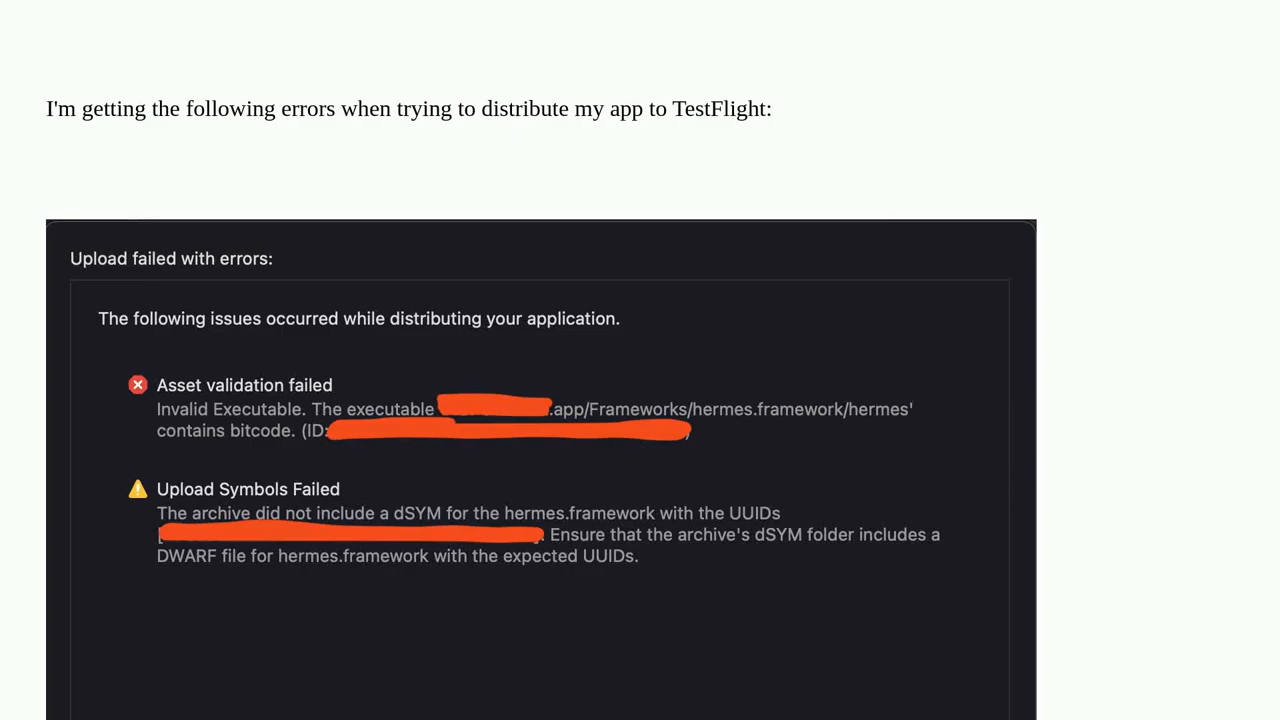 I'm getting the following errors when trying to distribute my app to TestFlight:
Upload failed with errors:
The following issues occurred while distributing your application.
Asset validation failed
Invalid Executable. The executable .app/Frameworks/hermes.framework/hermes'
contains bitcode. (ID: )
Upload Symbols Failed
The archive did not include a dSYM for the hermes.framework with the UUIDs
[ ]. Ensure that the archive's dSYM folder includes a
DWARF file for hermes.framework with the expected UUIDs.